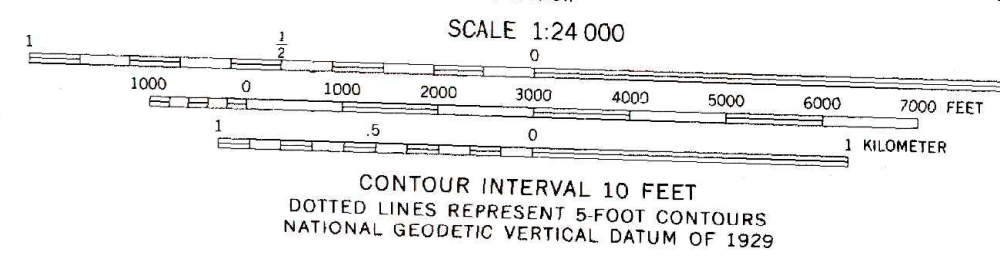 SCALE 1:24 000
1 1/2 0
1000 0 1000 2000 3000 4000 5000 6000 7000 FEET
1 .5 0 1 KILOMETER
CONTOUR INTERVAL 10 FEET
DOTTED LINES REPRESENT 5-FOOT CONTOURS
NATIONAL GEODETIC VERTICAL DATUM OF 1929